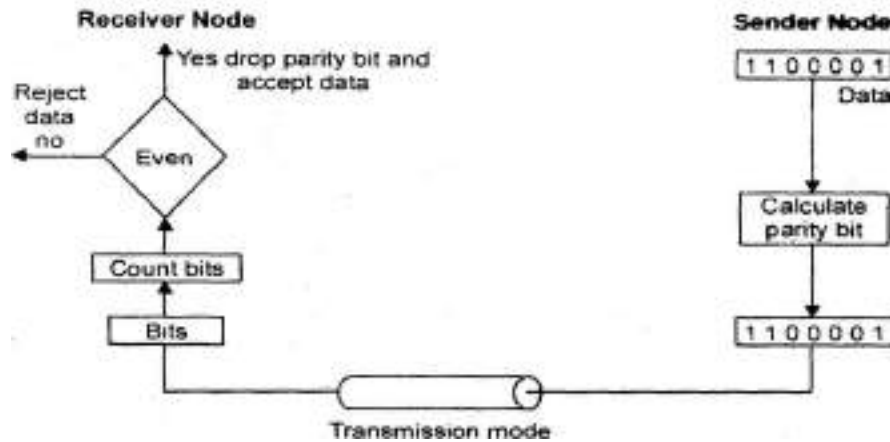 Receiver Node
Yes drop parity bit and
accept data
Reject
data
no
Even
Count bits
Bits
Sender Node
1 1 0 0 0 0 1
Data
Calculate
parity bit
1 1 0 0 0 0 1
Transmission mode